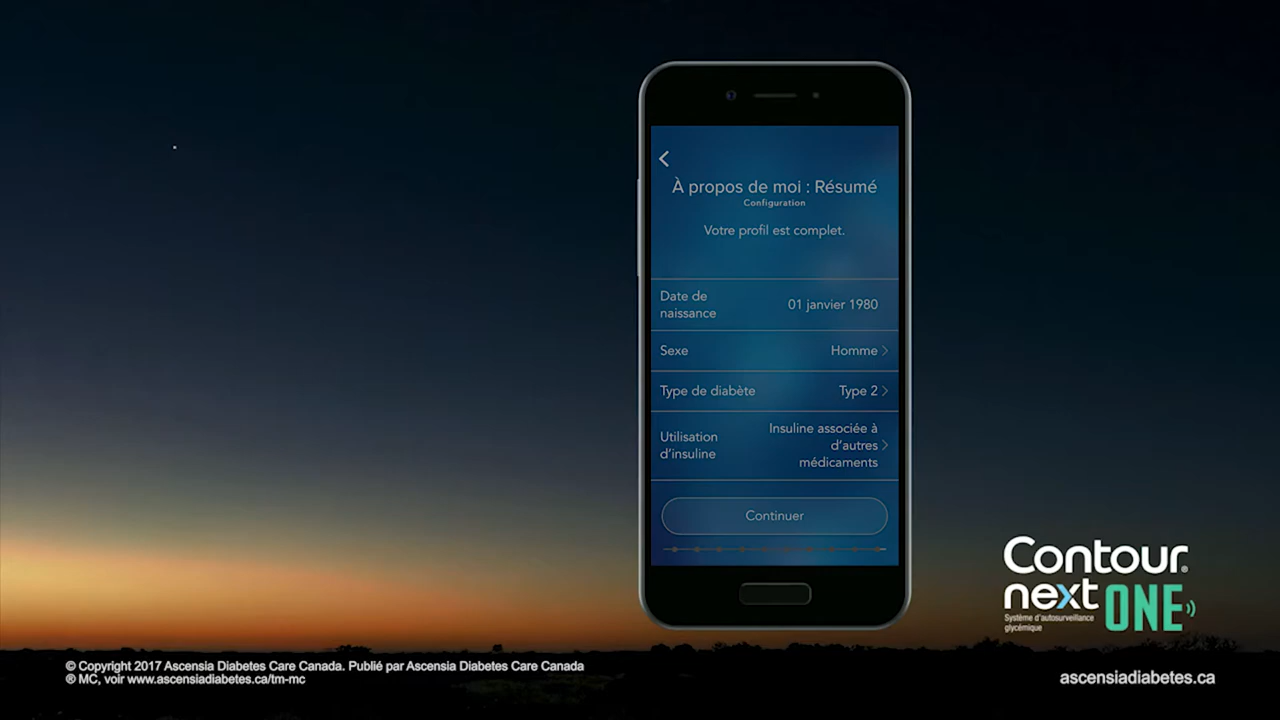 À propos de moi : Résumé
Configuration
Votre profil est complet.
Date de
naissance
01 janvier 1980
Sexe
Homme
Type de diabète
Type 2
Utilisation
d'insuline
Insuline associée à
d'autres
médicaments
Continuer
Contour®
next ONE
Système d'autosurveillance
glycémique
© Copyright 2017 Ascensia Diabetes Care Canada. Publié par Ascensia Diabetes Care Canada
® MC, voir www.ascensiadiabetes.ca/tm-mc
ascensiadiabetes.ca